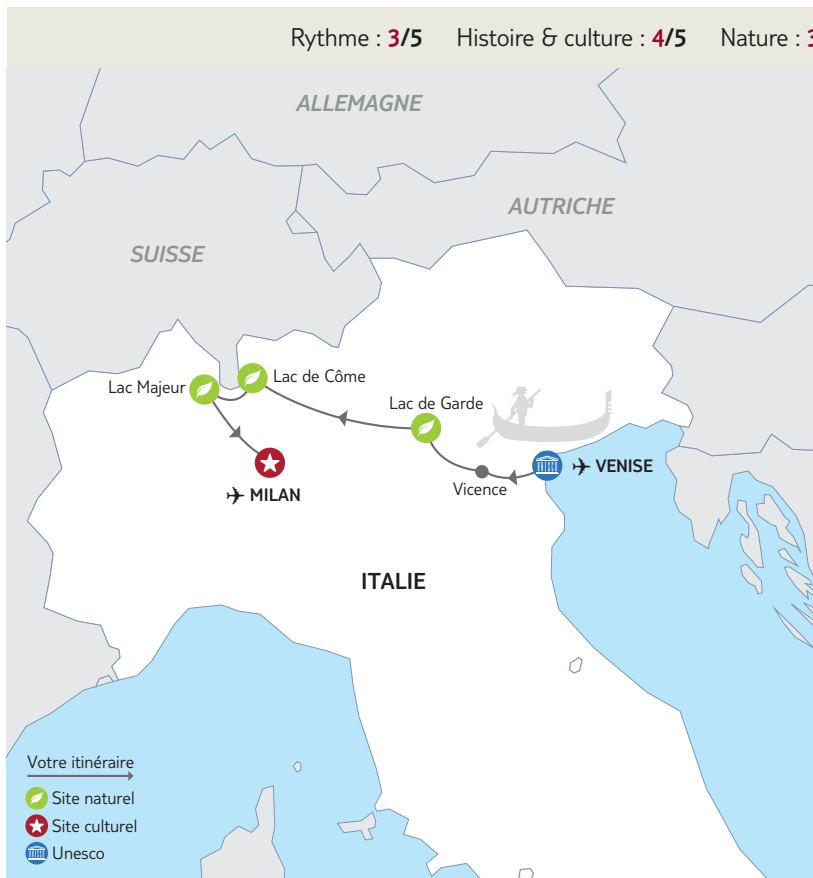 Rythme : 3/5 Histoire & culture : 4/5 Nature : 3
ALLEMAGNE
AUTRICHE
SUISSE
Lac de Côme
Lac Majeur
Lac de Garde
VENISE
Vicence
MILAN
ITALIE
Votre itinéraire
Site naturel
Site culturel
Unesco